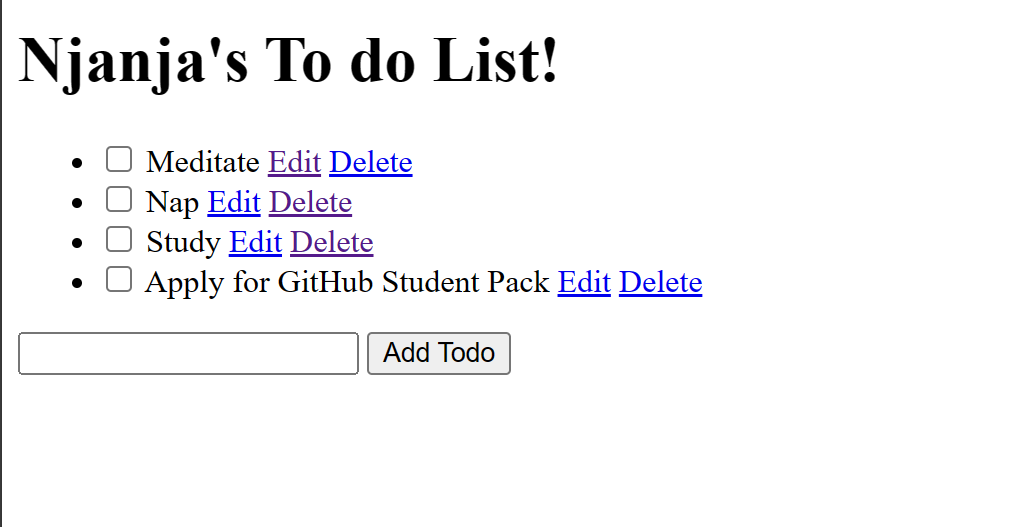 Njanja's To do List!
Meditate Edit Delete
Nap Edit Delete
Study Edit Delete
Apply for GitHub Student Pack Edit Delete
Add Todo